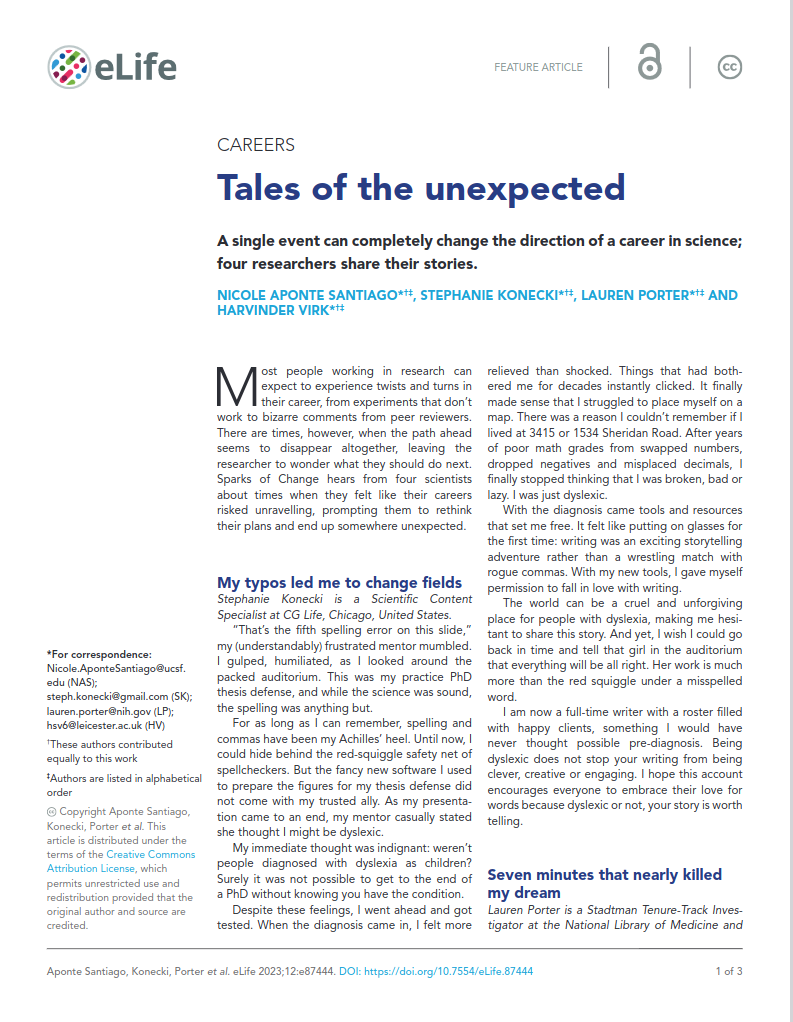 eLife
FEATURE ARTICLE
cc
CAREERS
Tales of the unexpected
A single event can completely change the direction of a career in science;
four researchers share their stories.
NICOLE APONTE SANTIAGO*†‡, STEPHANIE KONECKI*†‡, LAUREN PORTER*†‡ AND
HARVINDER VIRK*†‡
Most people working in research can
expect to experience twists and turns in
their career, from experiments that don’t
work to bizarre comments from peer reviewers.
There are times, however, when the path ahead
seems to disappear altogether, leaving the
researcher to wonder what they should do next.
Sparks of Change hears from four scientists
about times when they felt like their careers
risked unravelling, prompting them to rethink
their plans and end up somewhere unexpected.
My typos led me to change fields
Stephanie Konecki is a Scientific Content
Specialist at CG Life, Chicago, United States.
“That’s the fifth spelling error on this slide,”
my (understandably) frustrated mentor mumbled.
I gulped, humiliated, as I looked around the
packed auditorium. This was my practice PhD
thesis defense, and while the science was sound,
the spelling was anything but.
For as long as I can remember, spelling and
commas have been my Achilles’ heel. Until now, I
could hide behind the red-squiggle safety net of
spellcheckers. But the fancy new software I used
to prepare the figures for my thesis defense did
not come with my trusted ally. As my presenta-
tion came to an end, my mentor casually stated
she thought I might be dyslexic.
My immediate thought was indignant: weren’t
people diagnosed with dyslexia as children?
Surely it was not possible to get to the end of
a PhD without knowing you have the condition.
Despite these feelings, I went ahead and got
tested. When the diagnosis came in, I felt more
relieved than shocked. Things that had both-
ered me for decades instantly clicked. It finally
made sense that I struggled to place myself on a
map. There was a reason I couldn’t remember if I
lived at 3415 or 1534 Sheridan Road. After years
of poor math grades from swapped numbers,
dropped negatives and misplaced decimals, I
finally stopped thinking that I was broken, bad or
lazy. I was just dyslexic.
With the diagnosis came tools and resources
that set me free. It felt like putting on glasses for
the first time: writing was an exciting storytelling
adventure rather than a wrestling match with
rogue commas. With my new tools, I gave myself
permission to fall in love with writing.
The world can be a cruel and unforgiving
place for people with dyslexia, making me hesi-
tant to share this story. And yet, I wish I could go
back in time and tell that girl in the auditorium
that everything will be all right. Her work is much
more than the red squiggle under a misspelled
word.
I am now a full-time writer with a roster filled
with happy clients, something I would have
never thought possible pre-diagnosis. Being
dyslexic does not stop your writing from being
clever, creative or engaging. I hope this account
encourages everyone to embrace their love for
words because dyslexic or not, your story is worth
telling.
Seven minutes that nearly killed
my dream
Lauren Porter is a Stadtman Tenure-Track Inves-
tigator at the National Library of Medicine and
*For correspondence:
Nicole.AponteSantiago@ucsf.
edu (NAS);
steph.konecki@gmail.com (SK);
lauren.porter@nih.gov (LP);
hsv6@leicester.ac.uk (HV)
†These authors contributed
equally to this work
‡Authors are listed in alphabetical
order
cc Copyright Aponte Santiago,
Konecki, Porter et al. This
article is distributed under the
terms of the Creative Commons
Attribution License, which
permits unrestricted use and
redistribution provided that the
original author and source are
credited.
Aponte Santiago, Konecki, Porter et al. eLife 2023;12:e87444. DOI: https://doi.org/10.7554/eLife.87444
1 of 3